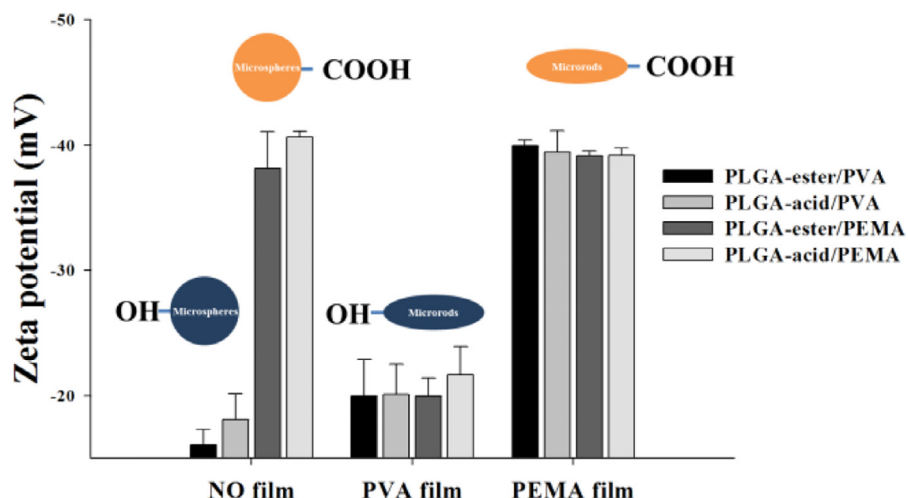 -50
Microspheres
COOH
Microrods
COOH
-40
PLGA-ester/PVA
PLGA-acid/PVA
PLGA-ester/PEMA
PLGA-acid/PEMA
-30
OH
Microspheres
OH
Microrods
-20
Zeta potential (mV)
NO film
PVA film
PEMA film